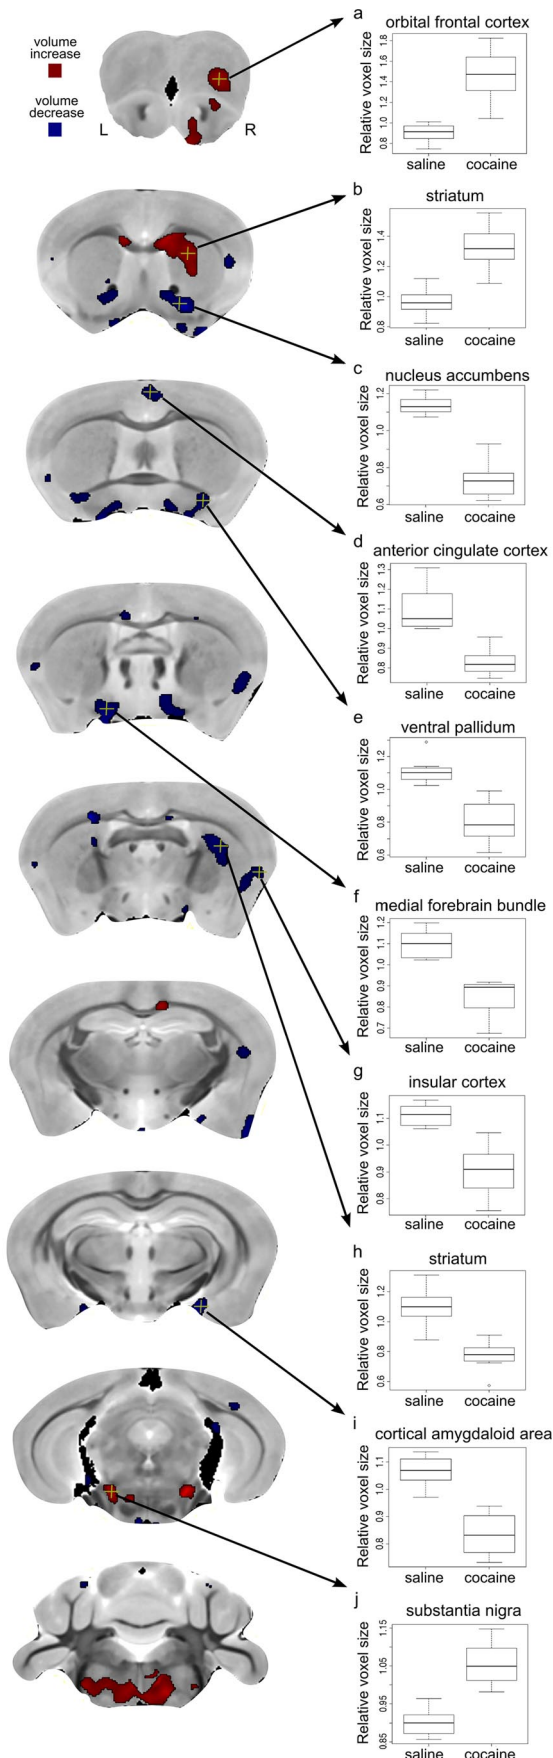 volume
increase
volume
decrease
L
R
a
orbital frontal cortex
Relative voxel size
1.8
1.6
1.4
1.2
1.0
0.8
saline cocaine
b
striatum
Relative voxel size
1.4
1.2
1.0
0.8
saline cocaine
c
nucleus accumbens
Relative voxel size
1.2
1.0
0.8
0.6
saline cocaine
d
anterior cingulate cortex
Relative voxel size
1.3
1.2
1.1
1.0
0.9
0.8
saline cocaine
e
ventral pallidum
Relative voxel size
1.2
1.0
0.8
0.6
saline cocaine
f
medial forebrain bundle
Relative voxel size
1.2
1.1
1.0
0.9
0.8
0.7
saline cocaine
g
insular cortex
Relative voxel size
1.1
1.0
0.9
0.8
saline cocaine
h
striatum
Relative voxel size
1.2
1.0
0.8
0.6
saline cocaine
i
cortical amygdaloid area
Relative voxel size
1.1
1.0
0.9
0.8
saline cocaine
j
substantia nigra
Relative voxel size
1.15
1.05
0.95
0.85
saline cocaine